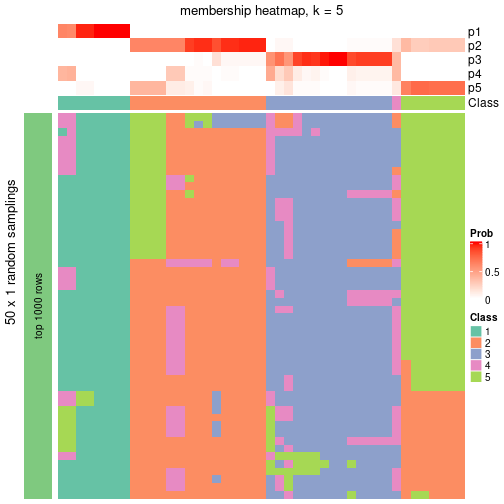 membership heatmap, k = 5
p1
p2
p3
p4
p5
Class
50 x 1 random samplings
top 1000 rows
Prob
1
0.5
0
Class
1
2
3
4
5